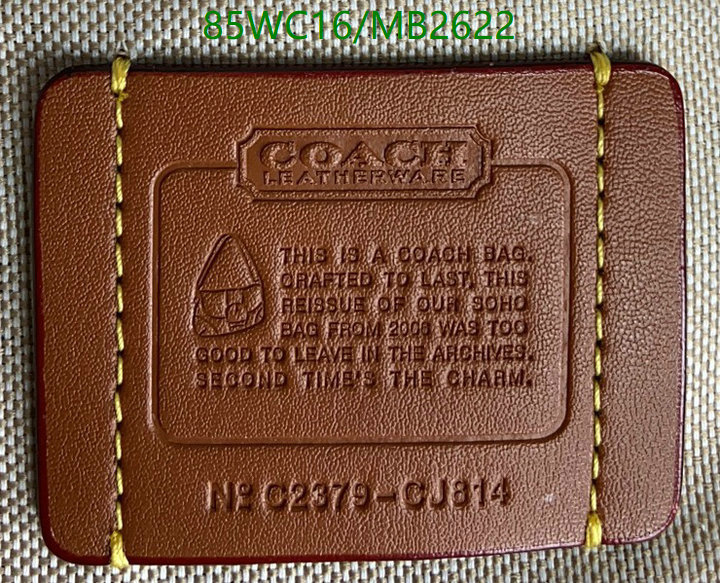 85WC16/MB2622
COACH
LEATHERWARE
THIS IS A COACH BAG.
CRAFTED TO LAST, THIS
REISSUE OF OUR SOHO
BAG FROM 2006 WAS TOO
GOOD TO LEAVE IN THE ARCHIVES.
SECOND TIME'S THE CHARM.
Nº C2379-CJ814